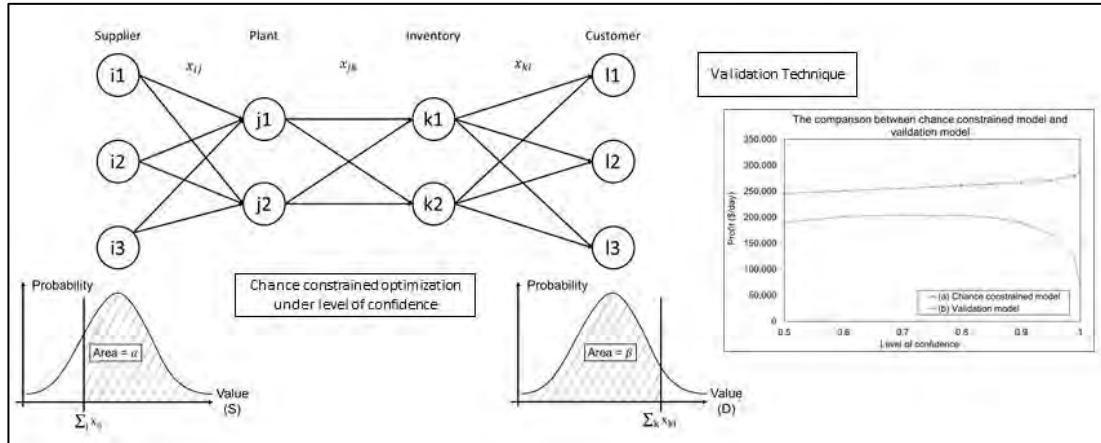 Supplier
Plant
Inventory
Customer
x_ij
x_jk
x_kl
i1
i2
i3
j1
j2
k1
k2
l1
l2
l3
Chance constrained optimization
under level of confidence
Probability
Area = α
Value
(S)
∑_j x_ij
Probability
Area = β
Value
(D)
∑_k x_kl
Validation Technique
The comparison between chance constrained model and
validation model
Profit ($/day)
350,000
300,000
250,000
200,000
150,000
100,000
50,000
0
0.5
0.6
0.7
0.8
0.9
1
Level of confidence
(a) Chance constrained model
(b) Validation model